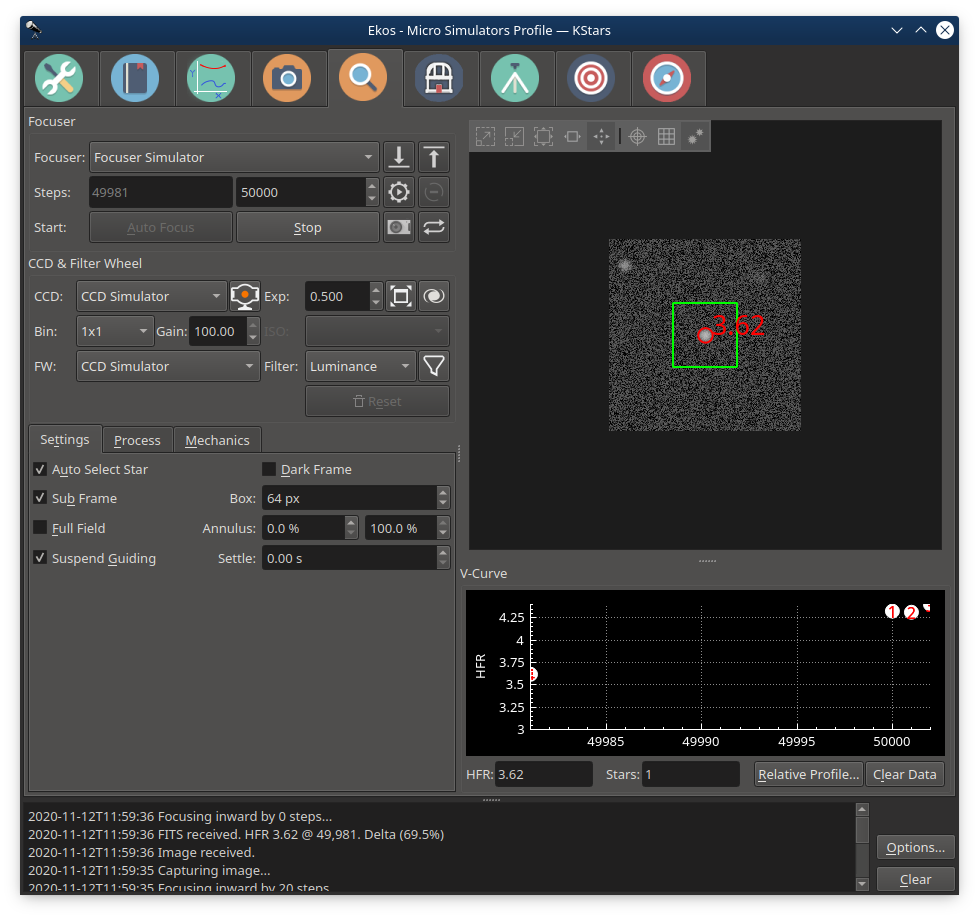 Ekos - Micro Simulators Profile — KStars
Focuser
Focuser: Focuser Simulator
Steps: 49981 50000
Start: Auto Focus Stop
CCD & Filter Wheel
CCD: CCD Simulator Exp: 0.500
Bin: 1x1 Gain: 100.00 ISO:
FW: CCD Simulator Filter: Luminance
Reset
Settings Process Mechanics
Auto Select Star Dark Frame
Sub Frame Box: 64 px
Full Field Annulus: 0.0 % 100.0 %
Suspend Guiding Settle: 0.00 s
3.62
V-Curve
HFR
4.25
4
3.75
3.5
3.25
3
1 2
49985 49990 49995 50000
HFR: 3.62 Stars: 1 Relative Profile... Clear Data
2020-11-12T11:59:36 Focusing inward by 0 steps...
2020-11-12T11:59:36 FITS received. HFR 3.62 @ 49,981. Delta (69.5%)
2020-11-12T11:59:36 Image received.
2020-11-12T11:59:35 Capturing image...
2020-11-12T11:59:35 Focusing inward by 20 steps
Options...
Clear